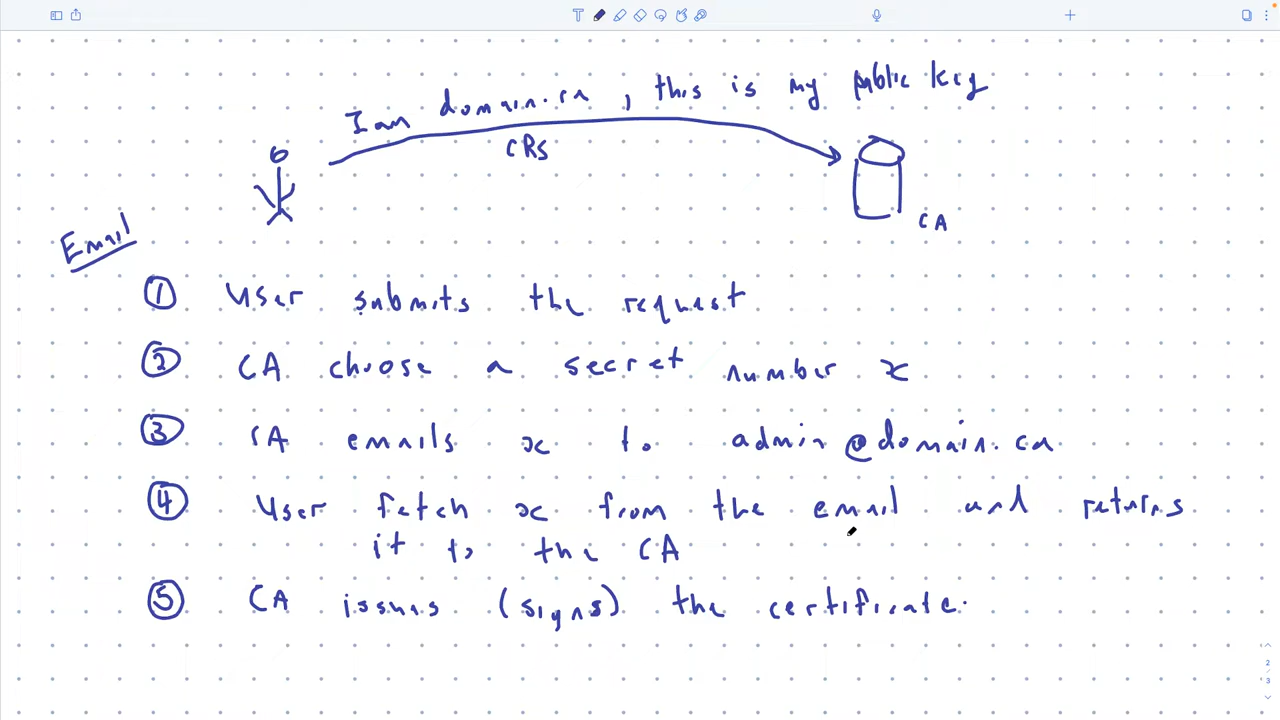 I am domain.ca, this is my public key
CRS
CA
Email
① User submits the request
② CA choose a secret number x
③ CA emails x to admin@domain.ca
④ User fetch x from the email and returns
it to the CA
⑤ CA issues (signs) the certificate.
2
3